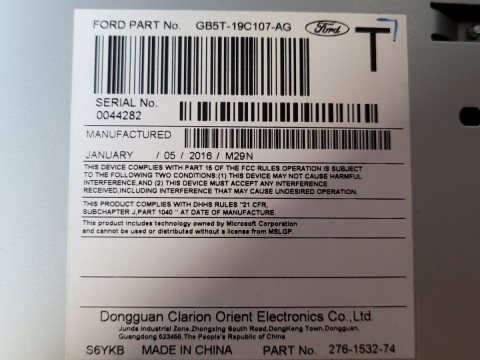 FORD PART No. GB5T-19C107-AG Ford T
SERIAL No.
0044282
MANUFACTURED
JANUARY / 05 / 2016 / M29N
THIS DEVICE COMPLIES WITH PART 15 OF THE FCC RULES OPERATION IS SUBJECT
TO THE FOLLOWING TWO CONDITIONS:(1) THIS DEVICE MAY NOT CAUSE HARMFUL
INTERFERENCE,AND (2) THIS DEVICE MUST ACCEPT ANY INTERFERENCE
RECEIVED,INCLUDING INTERFERENCE THAT MAY CAUSE UNDESIRED OPERATION.
THIS PRODUCT COMPLIES WITH DHHS RULES "21 CFR,
SUBCHAPTER J,PART 1040 " AT DATE OF MANUFACTURE.
This product includes technology owned by Microsoft Corporation
and cannot be used or distributed without a license from MSLGP.
Dongguan Clarion Orient Electronics Co.,Ltd.
Junda Industrial Zone,Zhongxing South Road,DongKeng Town,Dongguan,
Guangdong 523456,The People's Republic of China.
S6YKB MADE IN CHINA PART No. 276-1532-74